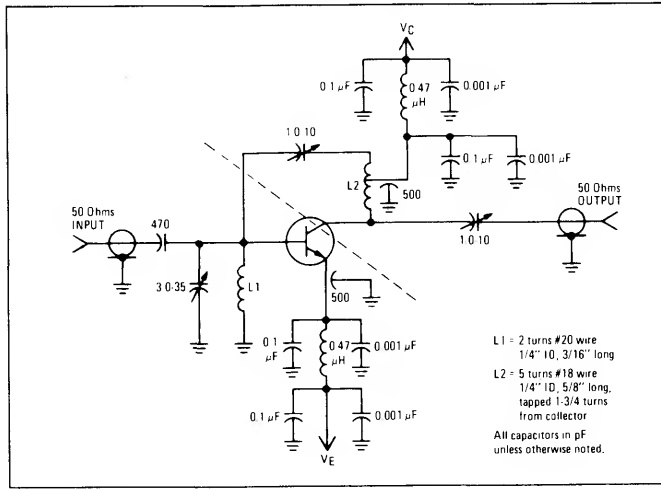 VC
0.1 µF
0.47 µH
0.001 µF
1.0-10
0.1 µF
0.001 µF
L2
500
50 Ohms INPUT
470
50 Ohms OUTPUT
1.0-10
3.0-35
L1
500
0.1 µF
0.47 µH
0.001 µF
0.1 µF
0.001 µF
VE
L1 = 2 turns #20 wire
1/4" ID, 3/16" long
L2 = 5 turns #18 wire
1/4" ID, 5/8" long,
tapped 1-3/4 turns
from collector
All capacitors in pF
unless otherwise noted.